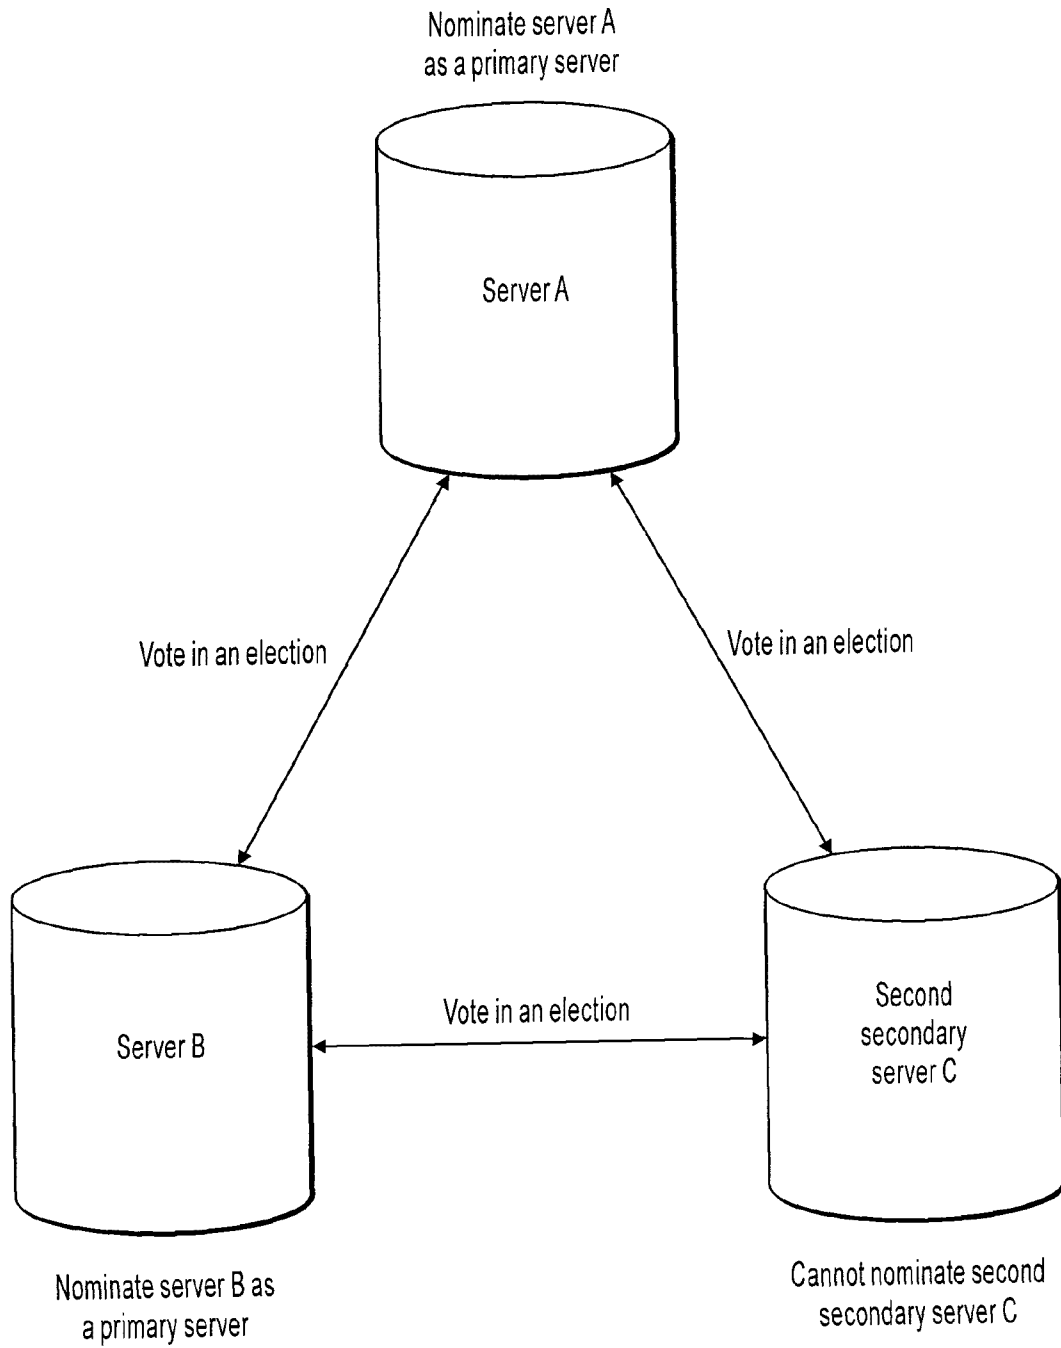 Nominate server A
as a primary server
Server A
Vote in an election
Vote in an election
Vote in an election
Server B
Second
secondary
server C
Nominate server B as
a primary server
Cannot nominate second
secondary server C